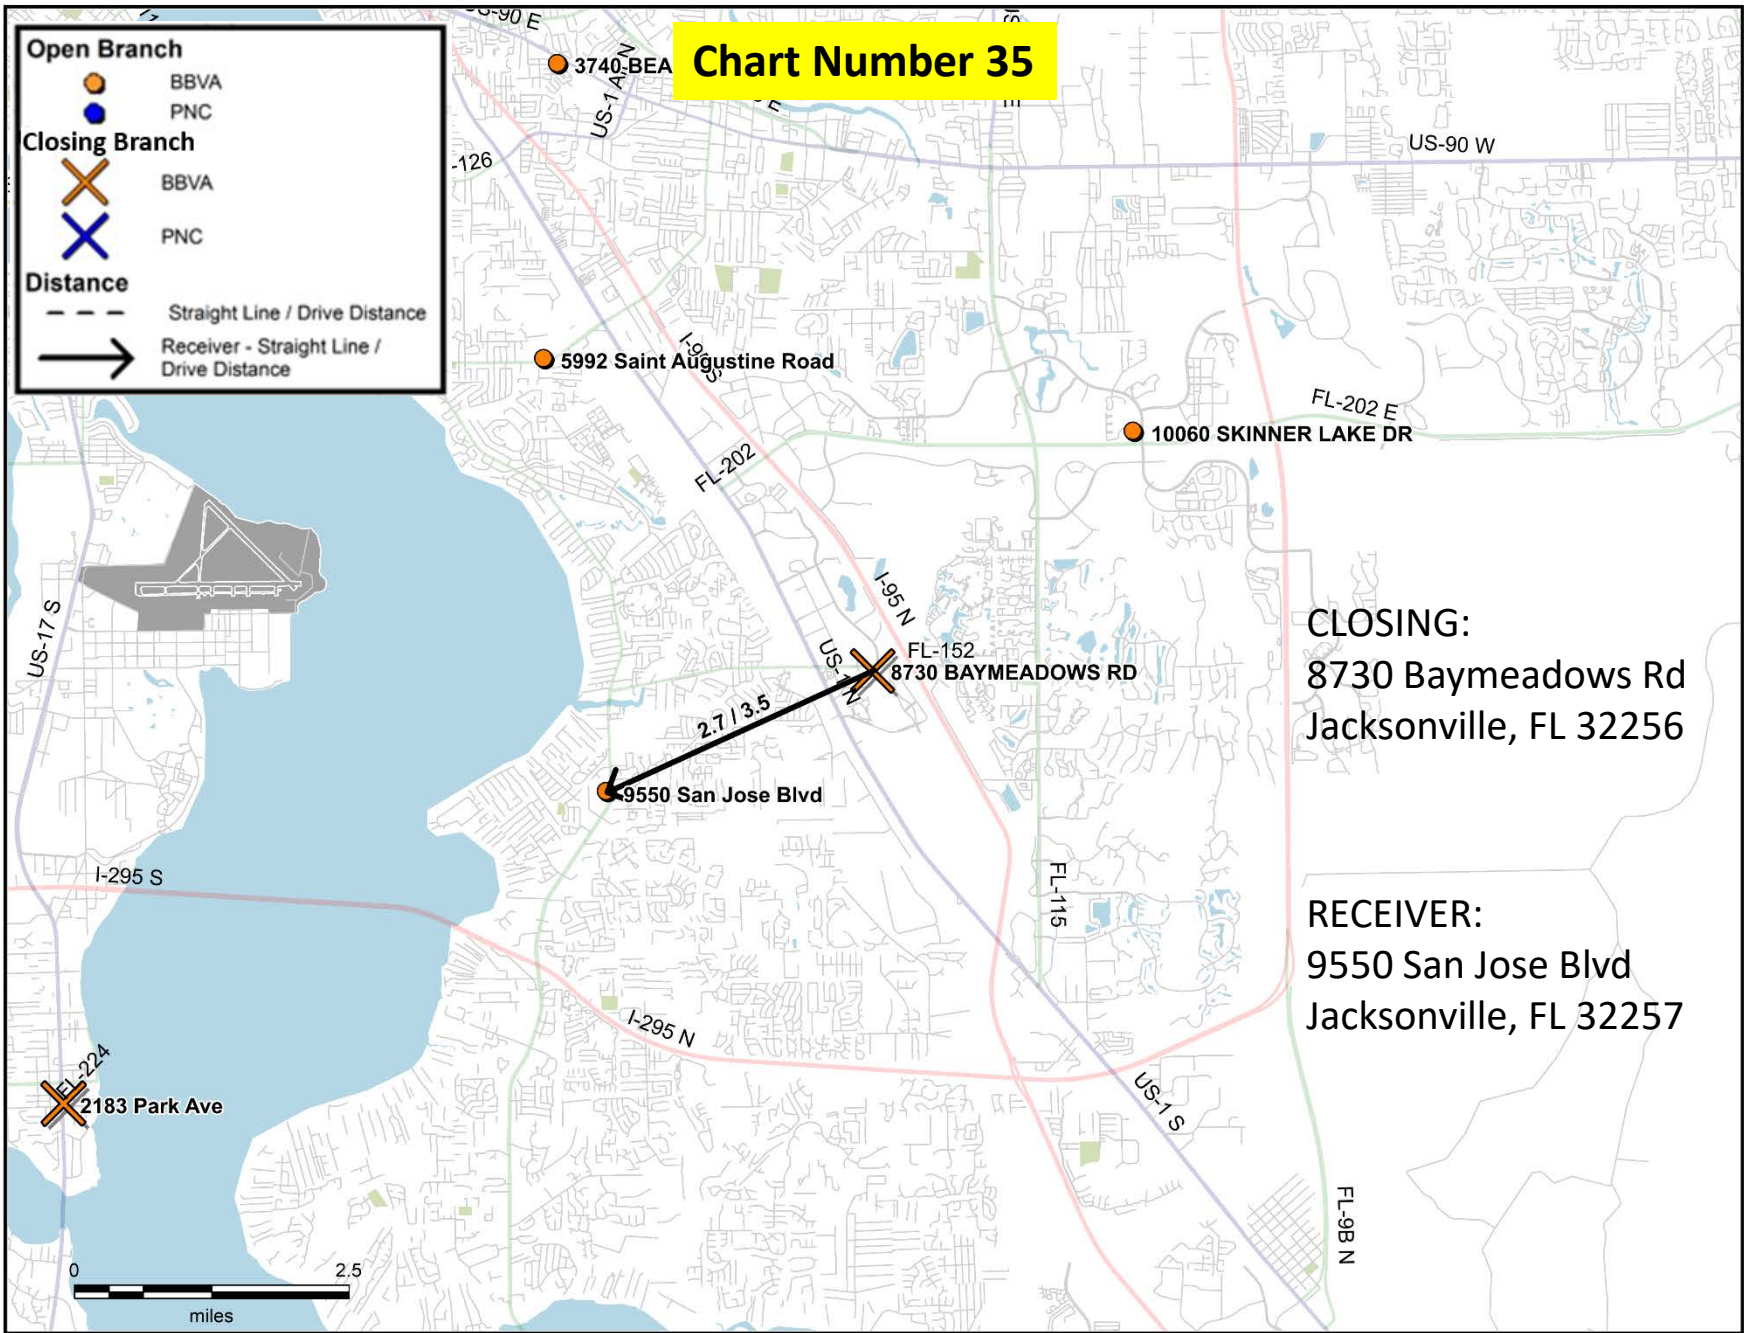 Chart Number 35
Open Branch
BBVA
PNC
Closing Branch
BBVA
PNC
Distance
Straight Line / Drive Distance
Receiver - Straight Line /
Drive Distance
US-90 E
3740 BEA
US-1 A
N
-126
US-90 W
5992 Saint Augustine Road
FL-202 E
10060 SKINNER LAKE DR
FL-202
US-17 S
I-95 N
US-1 N
FL-152
8730 BAYMEADOWS RD
2.7 / 3.5
9550 San Jose Blvd
CLOSING:
8730 Baymeadows Rd
Jacksonville, FL 32256
I-295 S
FL-115
RECEIVER:
9550 San Jose Blvd
Jacksonville, FL 32257
I-295 N
FL-224
2183 Park Ave
US-1 S
FL-9B N
0 2.5
miles